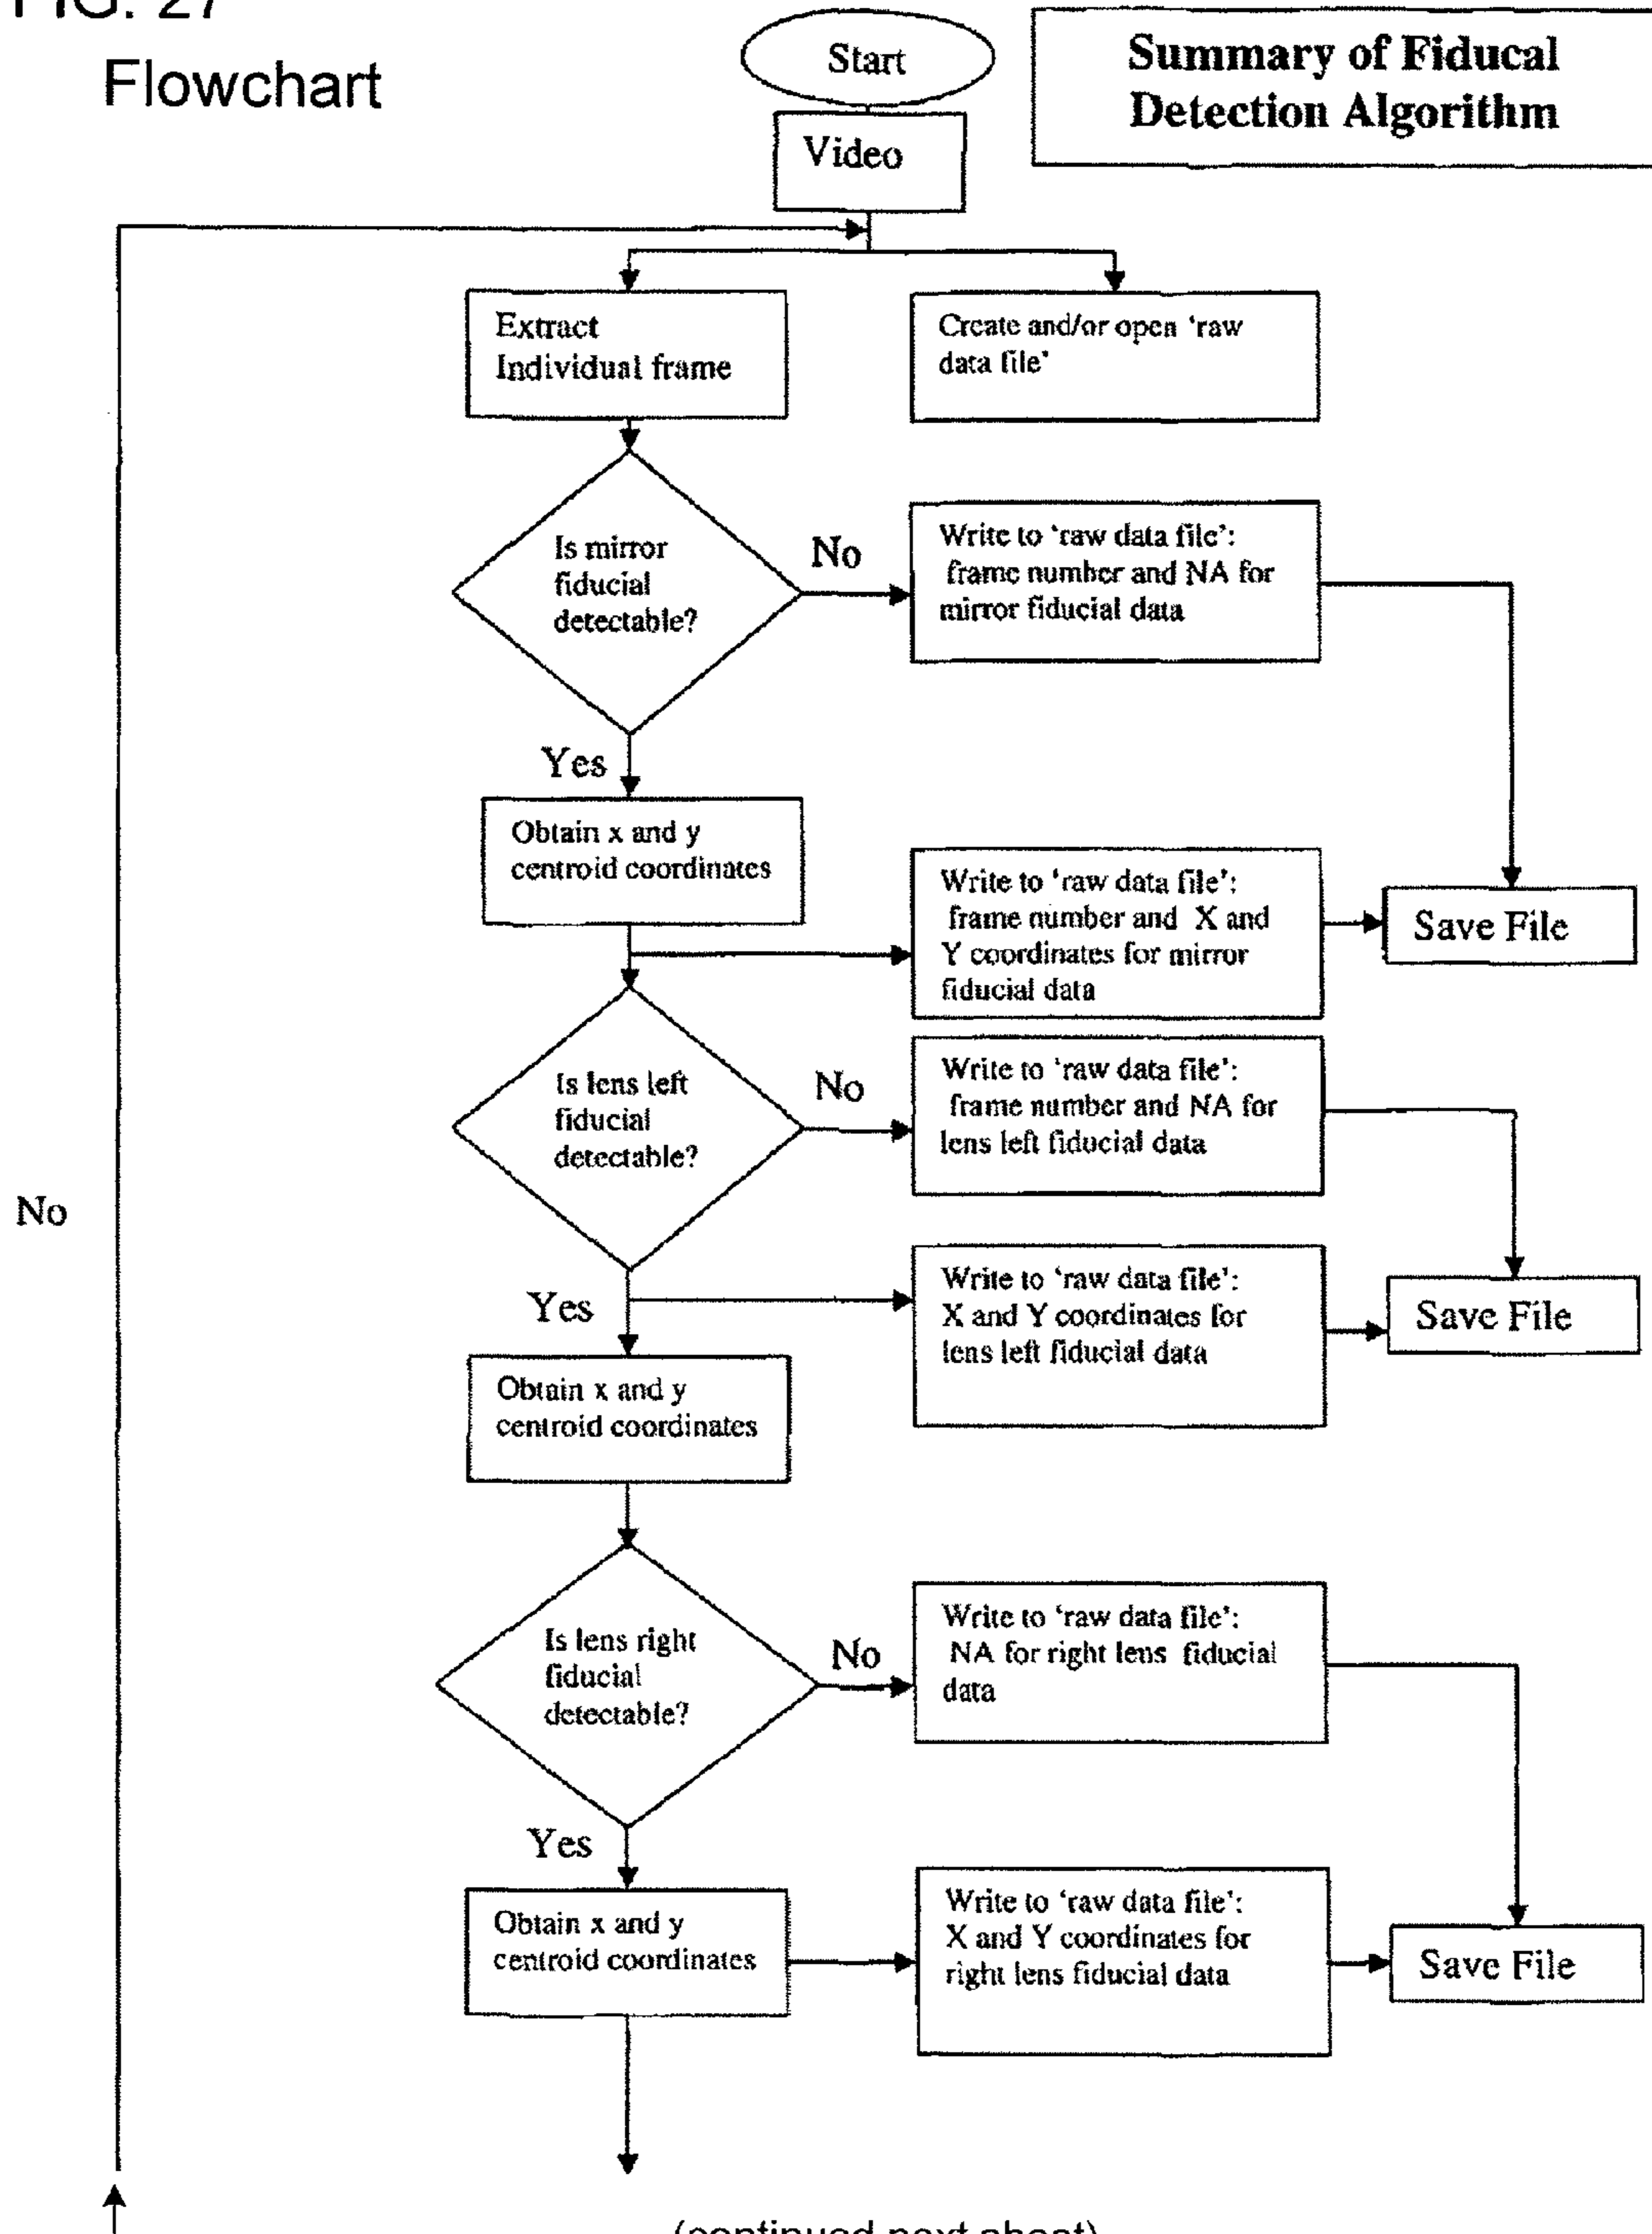 FIG. 27
Flowchart
Start
Summary of Fiducal
Detection Algorithm
Video
Extract
Individual frame
Create and/or open ‘raw
data file’
Is mirror
fiducial
detectable?
No
Write to ‘raw data file’:
frame number and NA for
mirror fiducial data
Yes
Obtain x and y
centroid coordinates
Write to ‘raw data file’:
frame number and X and
Y coordinates for mirror
fiducial data
Save File
Is lens left
fiducial
detectable?
No
Write to ‘raw data file’:
frame number and NA for
lens left fiducial data
No
Yes
Write to ‘raw data file’:
X and Y coordinates for
lens left fiducial data
Save File
Obtain x and y
centroid coordinates
Is lens right
fiducial
detectable?
No
Write to ‘raw data file’:
NA for right lens fiducial
data
Yes
Obtain x and y
centroid coordinates
Write to ‘raw data file’:
X and Y coordinates for
right lens fiducial data
Save File
(continued next sheet)